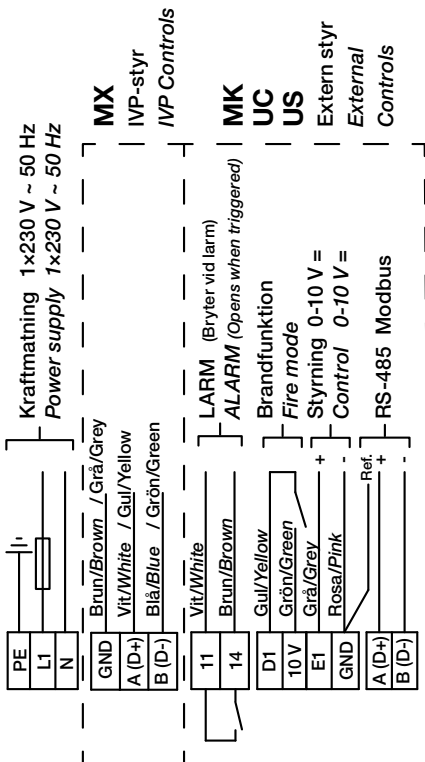 PE
L1
N
Kraftmatning 1×230 V ~ 50 Hz
Power supply 1×230 V ~ 50 Hz
GND
A (D+)
B (D-)
Brun/Brown / Grå/Grey
Vit/White / Gul/Yellow
Blå/Blue / Grön/Green
MX
IVP-styr
IVP Controls
11
14
Vit/White
Brun/Brown
LARM (Bryter vid larm)
ALARM (Opens when triggered)
D1
10 V
E1
GND
Gul/Yellow
Grön/Green
Grå/Grey
Rosa/Pink
Brandfunktion
Fire mode
+
-
Styrning 0-10 V =
Control 0-10 V =
A (D+)
B (D-)
Ref.
+
-
RS-485 Modbus
MK
UC
US
Extern styr
External
Controls